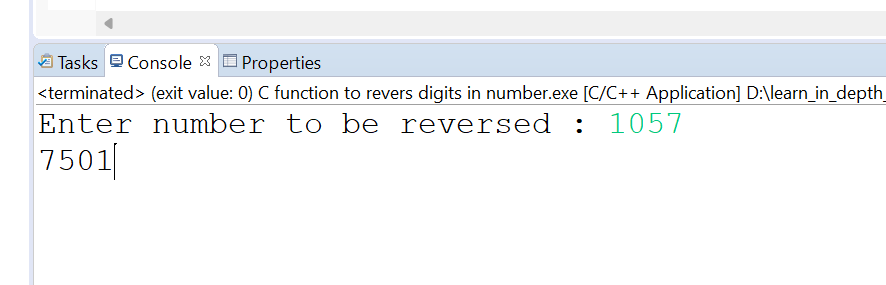 Tasks Console Properties
<terminated> (exit value: 0) C function to revers digits in number.exe [C/C++ Application] D:\learn_in_depth_
Enter number to be reversed : 1057
7501